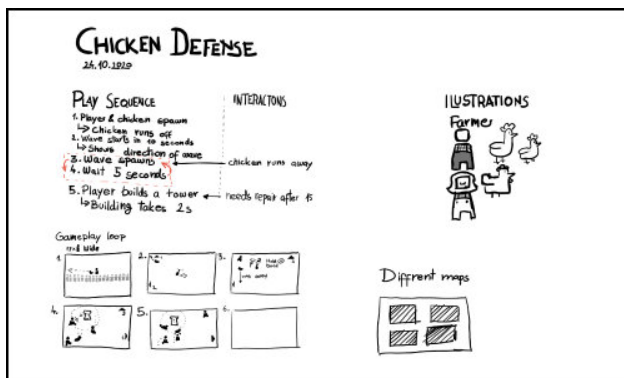 CHICKEN DEFENSE
24.10.2020
PLAY SEQUENCE
1. Player & chicken spawn
↳ Chicken runs off
2. Wave starts in 10 seconds
↳ Shows direction of wave
3. Wave spawns
4. Wait 5 seconds
5. Player builds a tower
↳ Building takes 2s
INTERACTONS
chicken runs away
needs repair after 15
ILUSTRATIONS
Farmer
Gameplay loop
wide
1.
2.
3.
4.
5.
6.
Diffrent maps